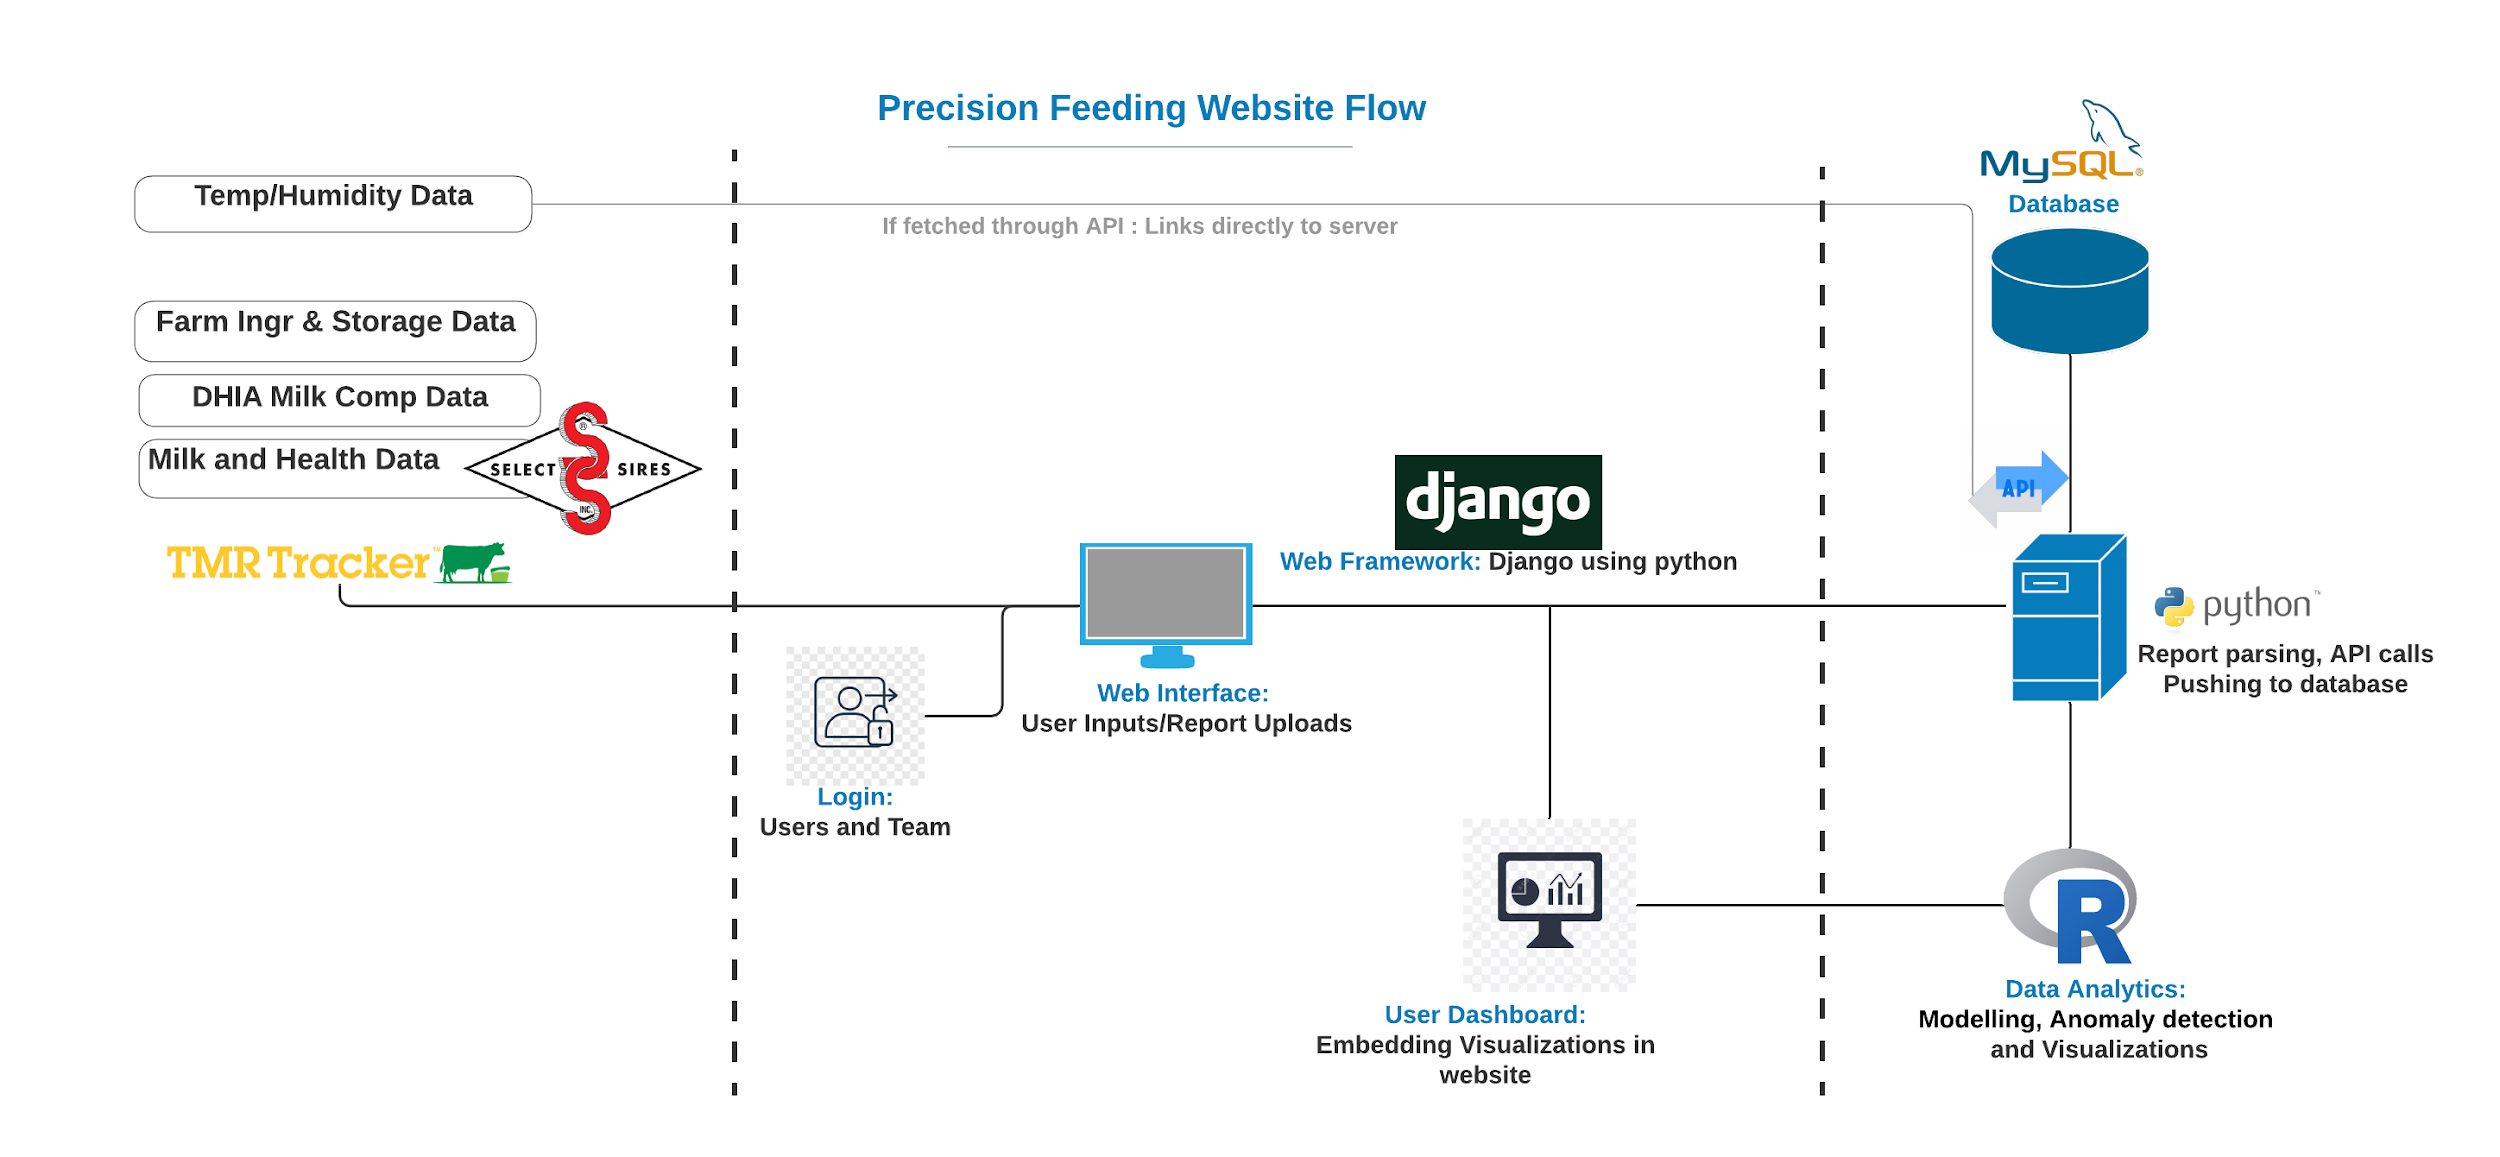 Precision Feeding Website Flow
Temp/Humidity Data
If fetched through API : Links directly to server
Farm Ingr & Storage Data
DHIA Milk Comp Data
Milk and Health Data
SELECT SIRES
INC.
®
TMR Tracker™
Login:
Users and Team
Web Interface:
User Inputs/Report Uploads
django
Web Framework: Django using python
User Dashboard:
Embedding Visualizations in
website
MySQL®
Database
API
python™
Report parsing, API calls
Pushing to database
R
Data Analytics:
Modelling, Anomaly detection
and Visualizations